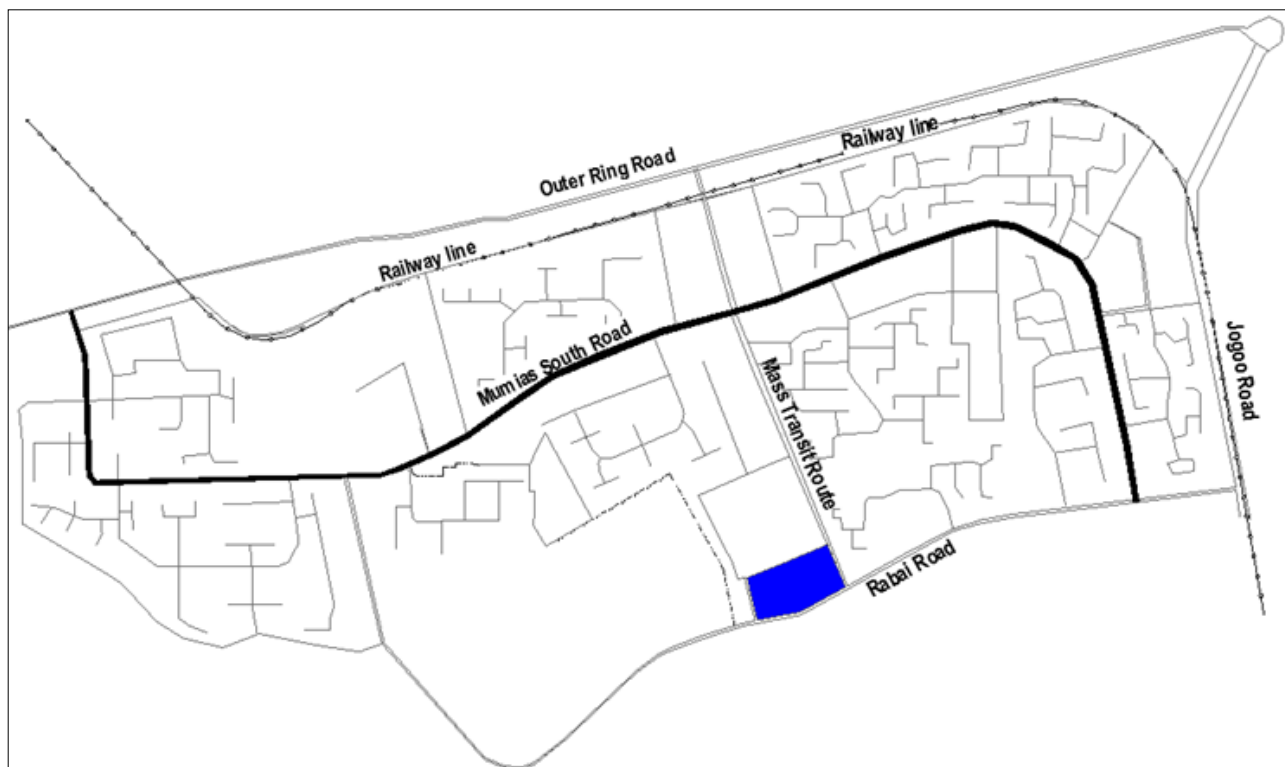 Outer Ring Road
Railway line
Railway line
Mumias South Road
Mass Transit Route
Jogoo Road
Rabai Road